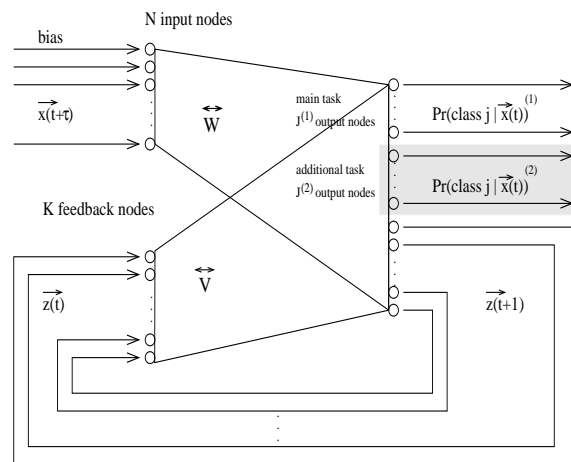 N input nodes
bias
x(t+τ)
W
main task
J(1) output nodes
Pr(class j | x(t))(1)
additional task
J(2) output nodes
Pr(class j | x(t))(2)
K feedback nodes
z(t)
V
z(t+1)